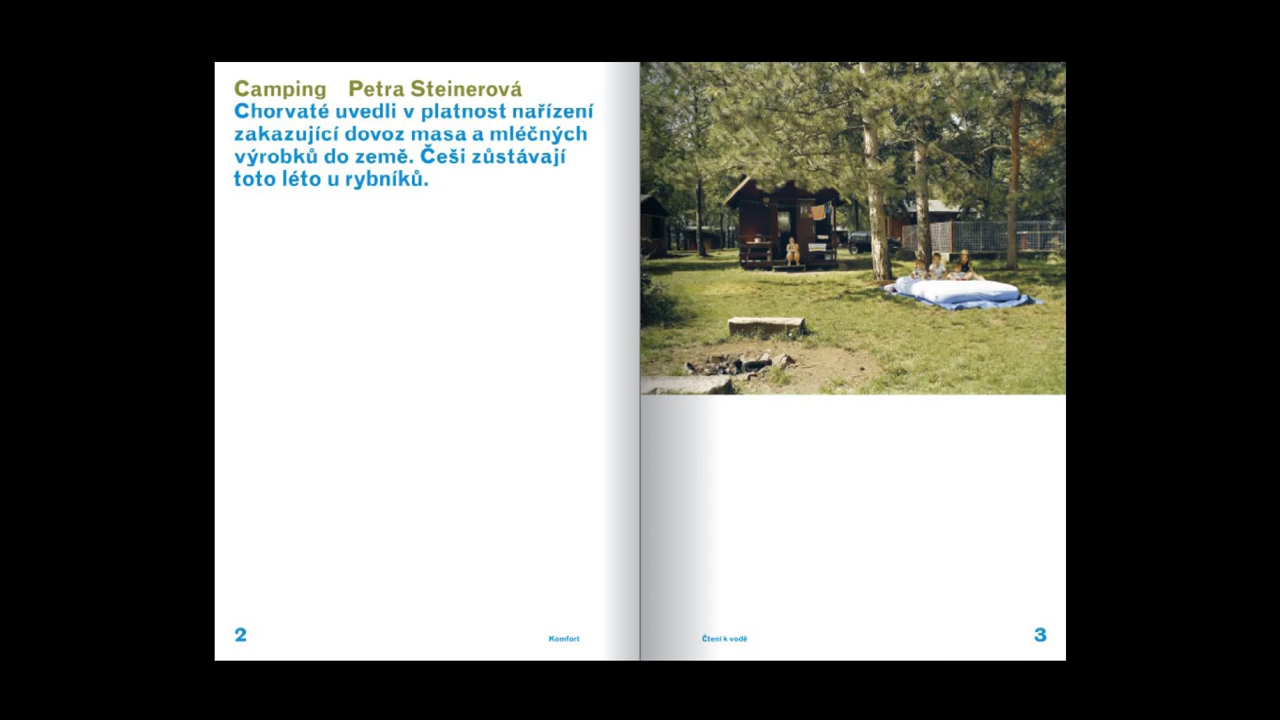 Camping Petra Steinerová
Chorvaté uvedli v platnost nařízení
zakazující dovoz masa a mléčných
výrobků do země. Češi zůstávají
toto léto u rybníků.
2
Komfort
Čtení k vodě
3